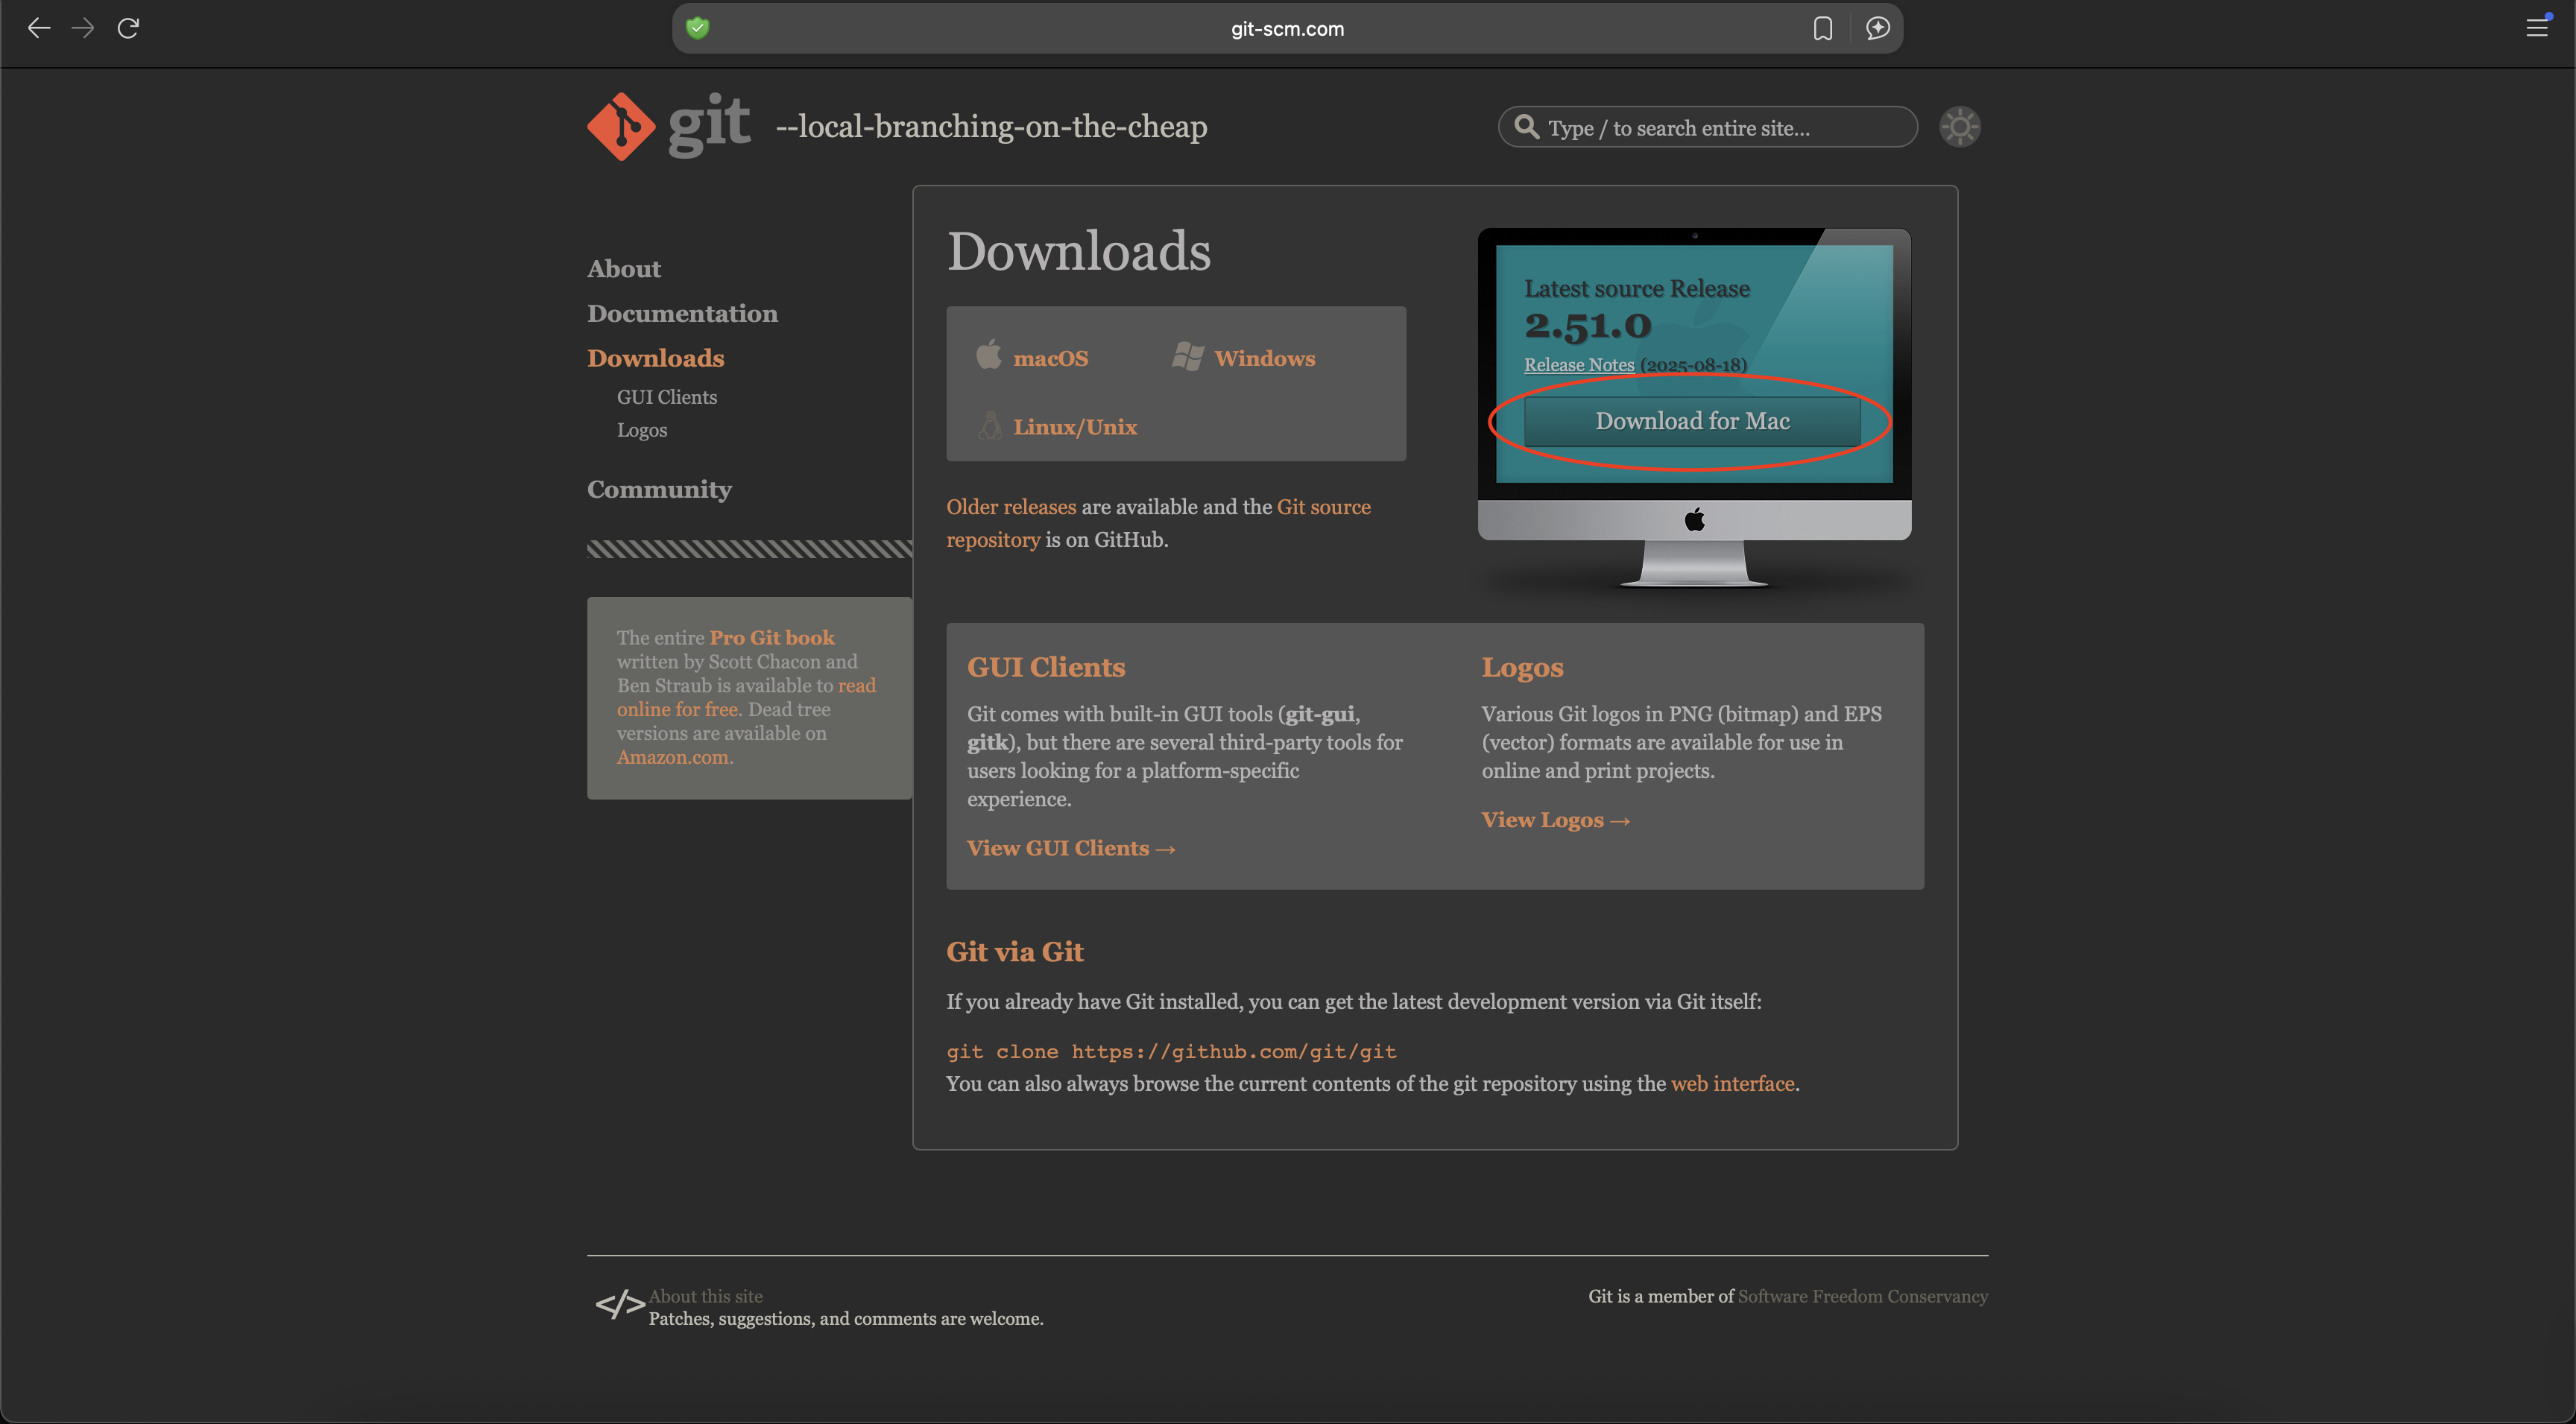 git-scm.com
git --local-branching-on-the-cheap
Type / to search entire site...
About
Documentation
Downloads
GUI Clients
Logos
Community
The entire Pro Git book
written by Scott Chacon and
Ben Straub is available to read
online for free. Dead tree
versions are available on
Amazon.com.
Downloads
macOS
Windows
Linux/Unix
Older releases are available and the Git source
repository is on GitHub.
Latest source Release
2.51.0
Release Notes (2025-08-18)
Download for Mac
GUI Clients
Git comes with built-in GUI tools (git-gui,
gitk), but there are several third-party tools for
users looking for a platform-specific
experience.
View GUI Clients →
Logos
Various Git logos in PNG (bitmap) and EPS
(vector) formats are available for use in
online and print projects.
View Logos →
Git via Git
If you already have Git installed, you can get the latest development version via Git itself:
git clone https://github.com/git/git
You can also always browse the current contents of the git repository using the web interface.
</> About this site
Patches, suggestions, and comments are welcome.
Git is a member of Software Freedom Conservancy